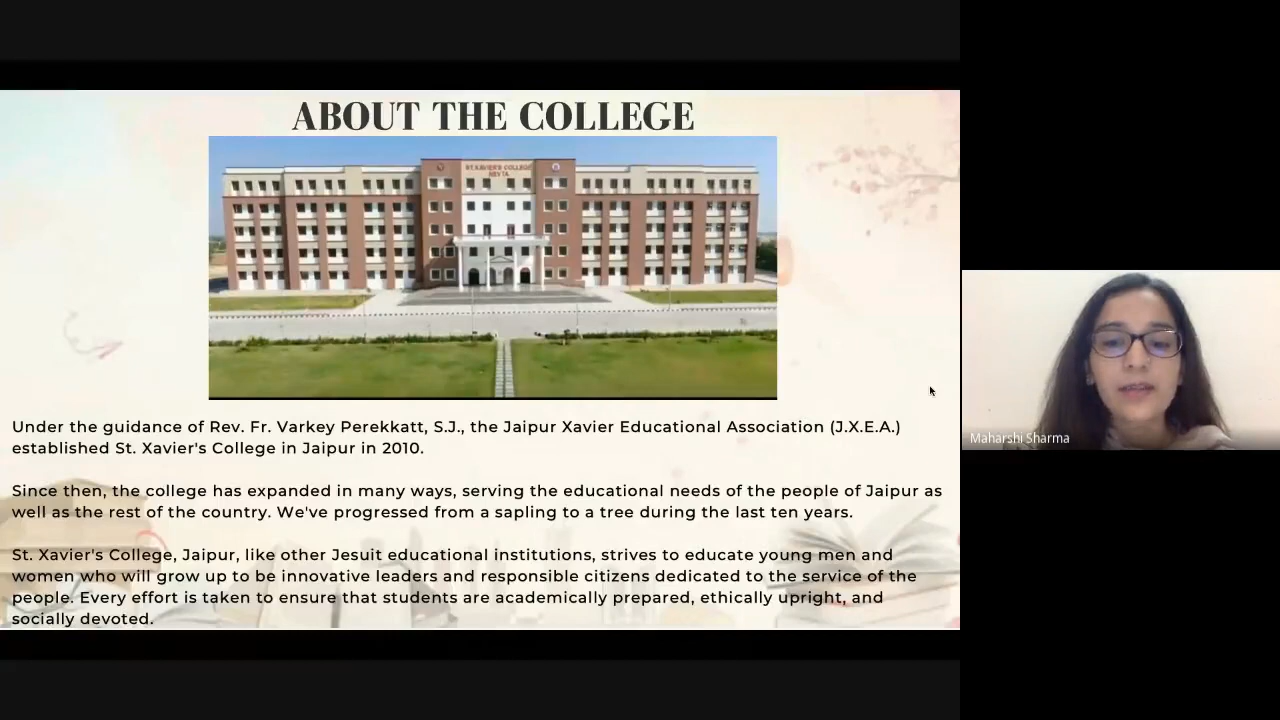 ABOUT THE COLLEGE
ST. XAVIER'S COLLEGE
NEVTA
Under the guidance of Rev. Fr. Varkey Perekkatt, S.J., the Jaipur Xavier Educational Association (J.X.E.A.)
established St. Xavier's College in Jaipur in 2010.
Since then, the college has expanded in many ways, serving the educational needs of the people of Jaipur as
well as the rest of the country. We've progressed from a sapling to a tree during the last ten years.
St. Xavier's College, Jaipur, like other Jesuit educational institutions, strives to educate young men and
women who will grow up to be innovative leaders and responsible citizens dedicated to the service of the
people. Every effort is taken to ensure that students are academically prepared, ethically upright, and
socially devoted.
Maharshi Sharma